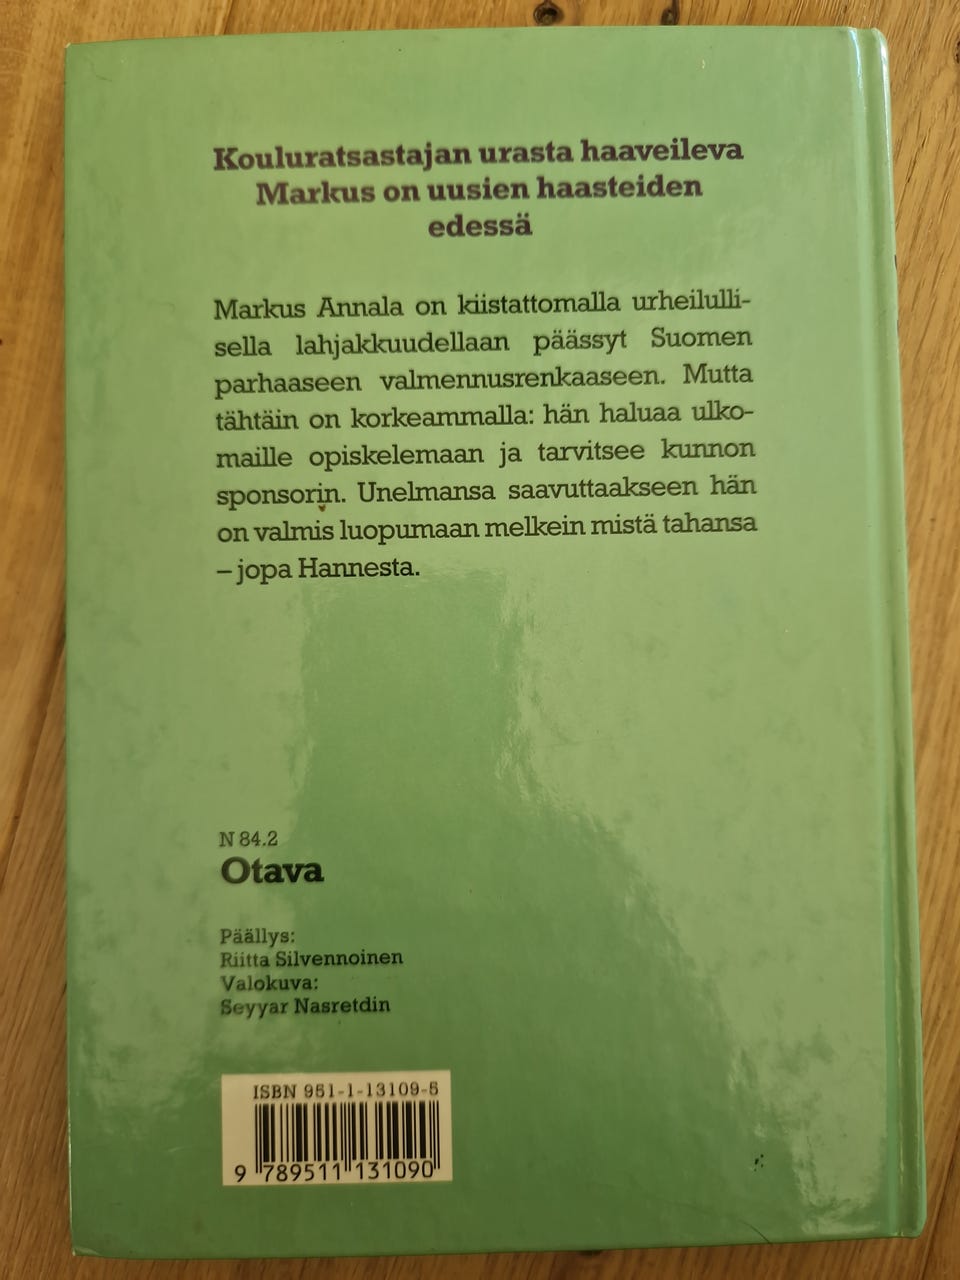 Kouluratsastajan urasta haaveileva
Markus on uusien haasteiden
edessä
Markus Annala on kiistattomalla urheilulli-
sella lahjakkuudellaan päässyt Suomen
parhaaseen valmennusrenkaaseen. Mutta
tähtäin on korkeammalla: hän haluaa ulko-
maille opiskelemaan ja tarvitsee kunnon
sponsorin. Unelmansa saavuttaakseen hän
on valmis luopumaan melkein mistä tahansa
– jopa Hannesta.
N 84.2
Otava
Päällys:
Riitta Silvennoinen
Valokuva:
Seyyar Nasretdin
ISBN 951-1-13109-5
9 789511 131090